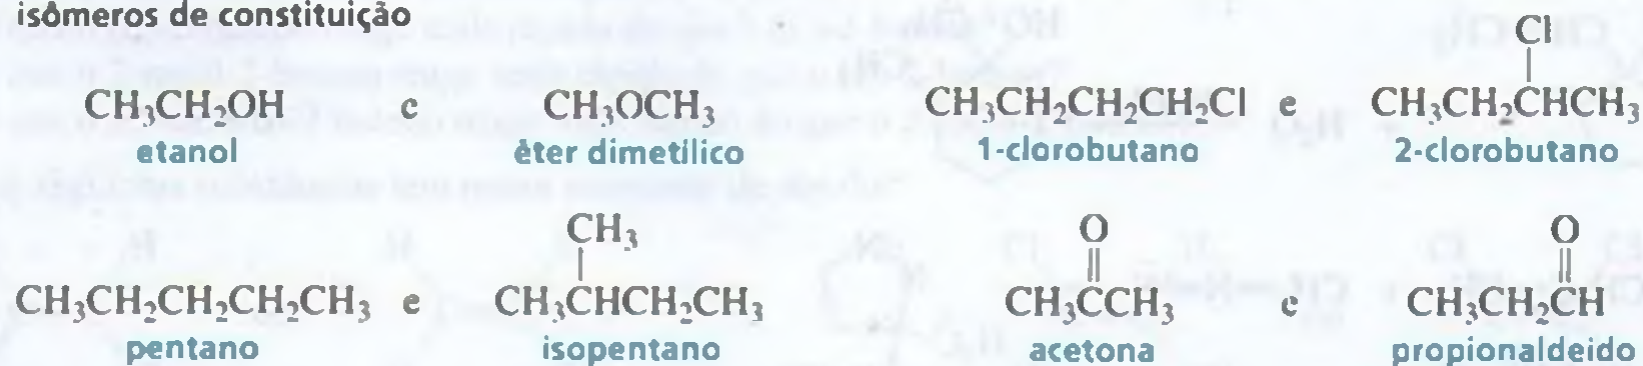 isômeros de constituição
Cl
CH₃CH₂OH e CH₃OCH₃ CH₃CH₂CH₂CH₂Cl e CH₃CH₂CHCH₃
etanol éter dimetílico 1-clorobutano 2-clorobutano
CH₃ O O
CH₃CH₂CH₂CH₂CH₃ e CH₃CHCH₂CH₃ CH₃CCH₃ e CH₃CH₂CH
pentano isopentano acetona propionaldeido